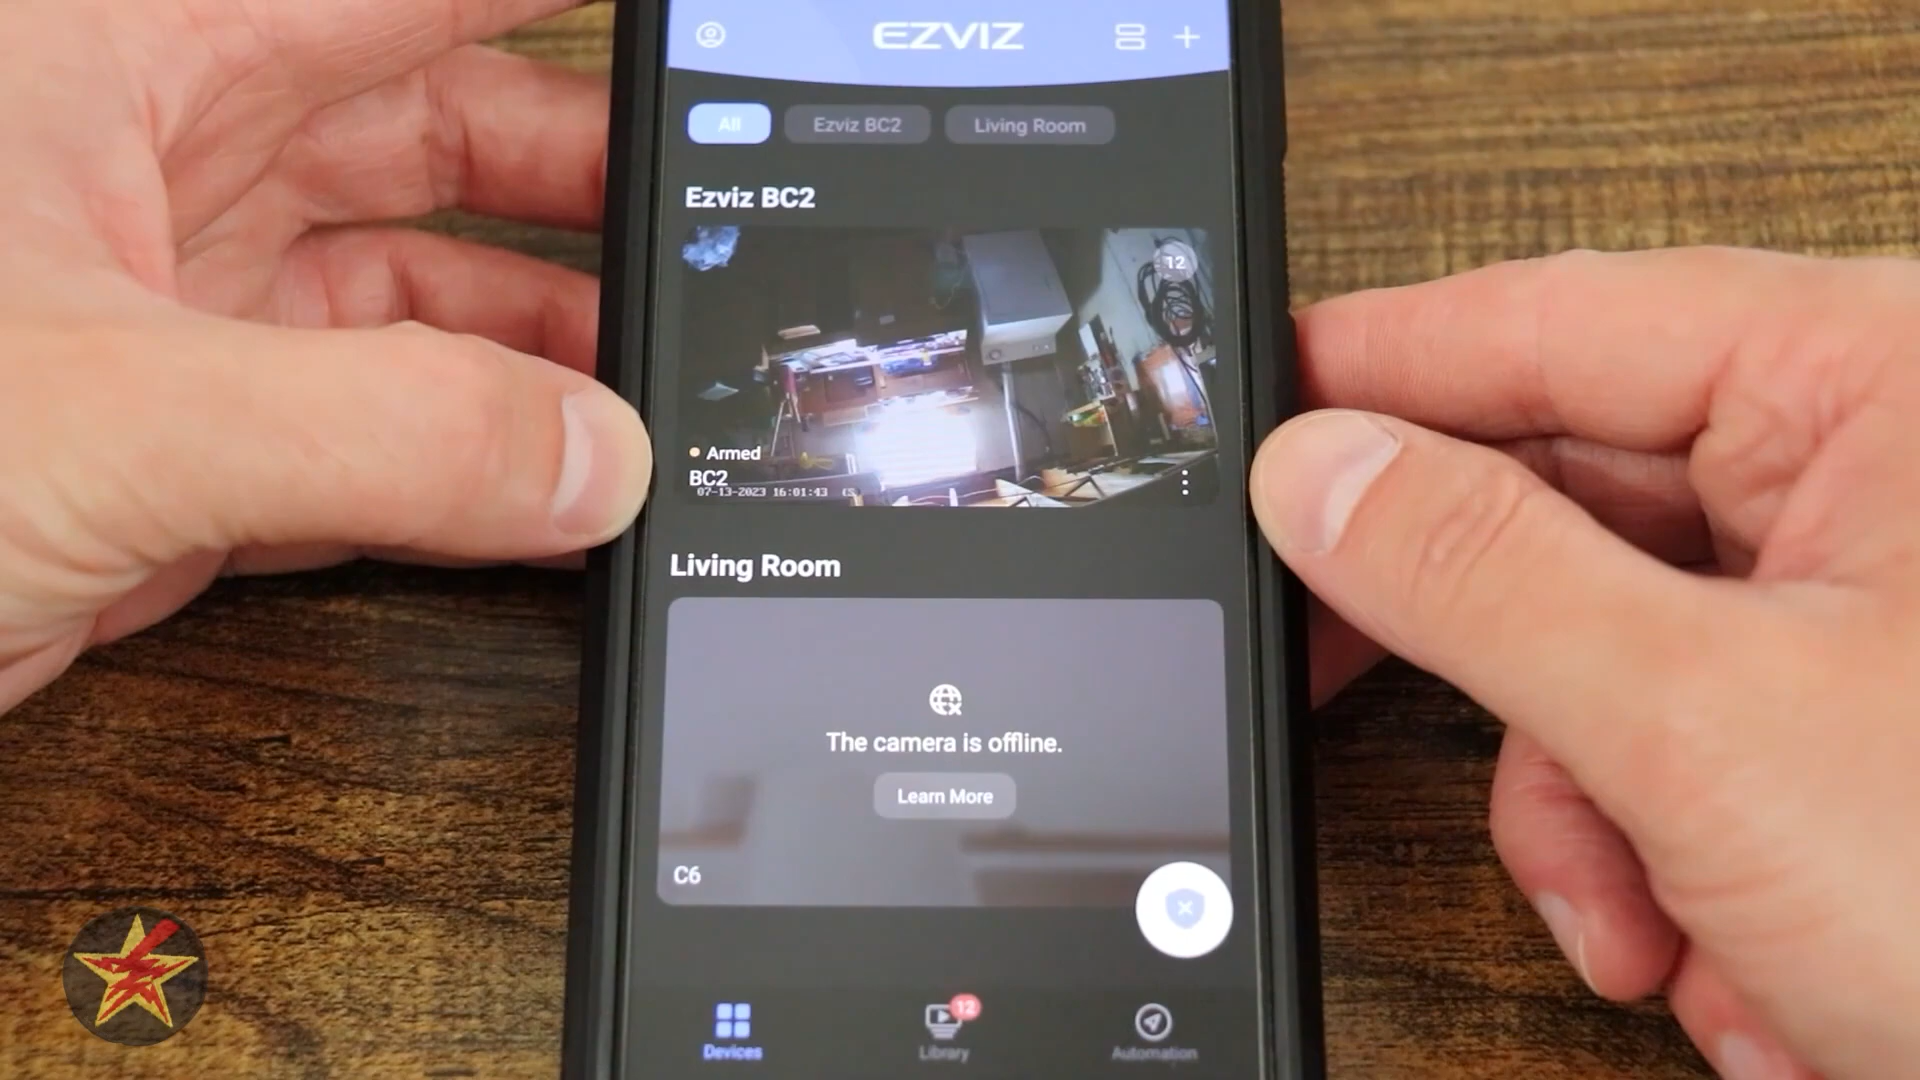 EZVIZ
All
Ezviz BC2
Living Room
Ezviz BC2
12
Armed
BC2
07-13-2023 16:01:43 (S)
Living Room
The camera is offline.
Learn More
C6
12
Devices
Library
Automation